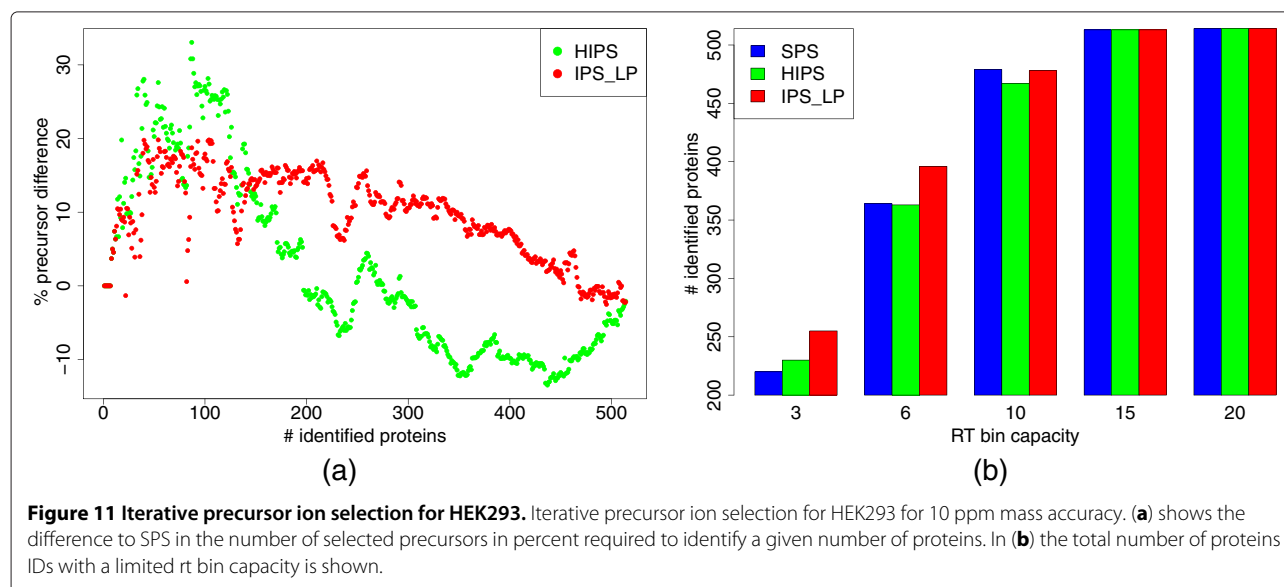 HIPS
IPS_LP
% precursor difference
30
20
10
0
−10
0 100 200 300 400 500
# identified proteins
(a)
SPS
HIPS
IPS_LP
# identified proteins
500
450
400
350
300
250
200
3 6 10 15 20
RT bin capacity
(b)
Figure 11 Iterative precursor ion selection for HEK293. Iterative precursor ion selection for HEK293 for 10 ppm mass accuracy. (a) shows the
difference to SPS in the number of selected precursors in percent required to identify a given number of proteins. In (b) the total number of proteins
IDs with a limited rt bin capacity is shown.